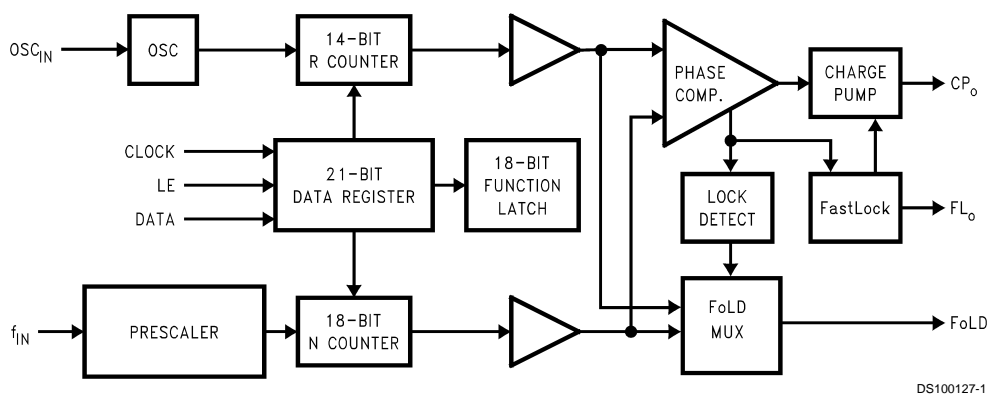 OSC_IN
OSC
14-BIT
R COUNTER
PHASE
COMP.
CHARGE
PUMP
CP_o
CLOCK
LE
DATA
21-BIT
DATA REGISTER
18-BIT
FUNCTION
LATCH
LOCK
DETECT
FastLock
FL_o
f_IN
PRESCALER
18-BIT
N COUNTER
FoLD
MUX
FoLD
DS100127-1